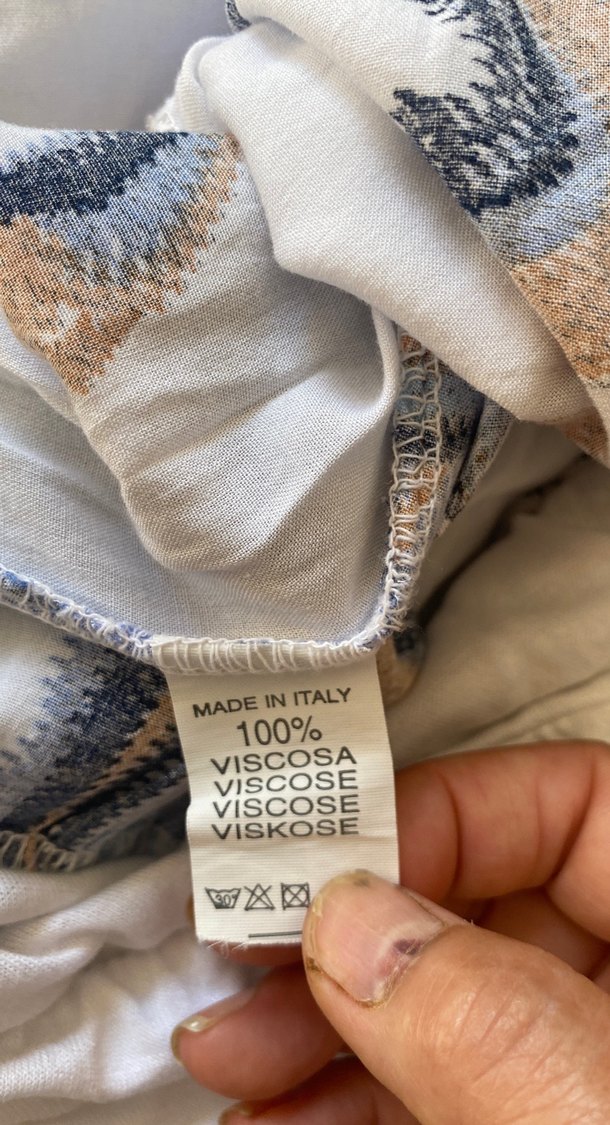 MADE IN ITALY
100%
VISCOSA
VISCOSE
VISCOSE
VISKOSE
30°